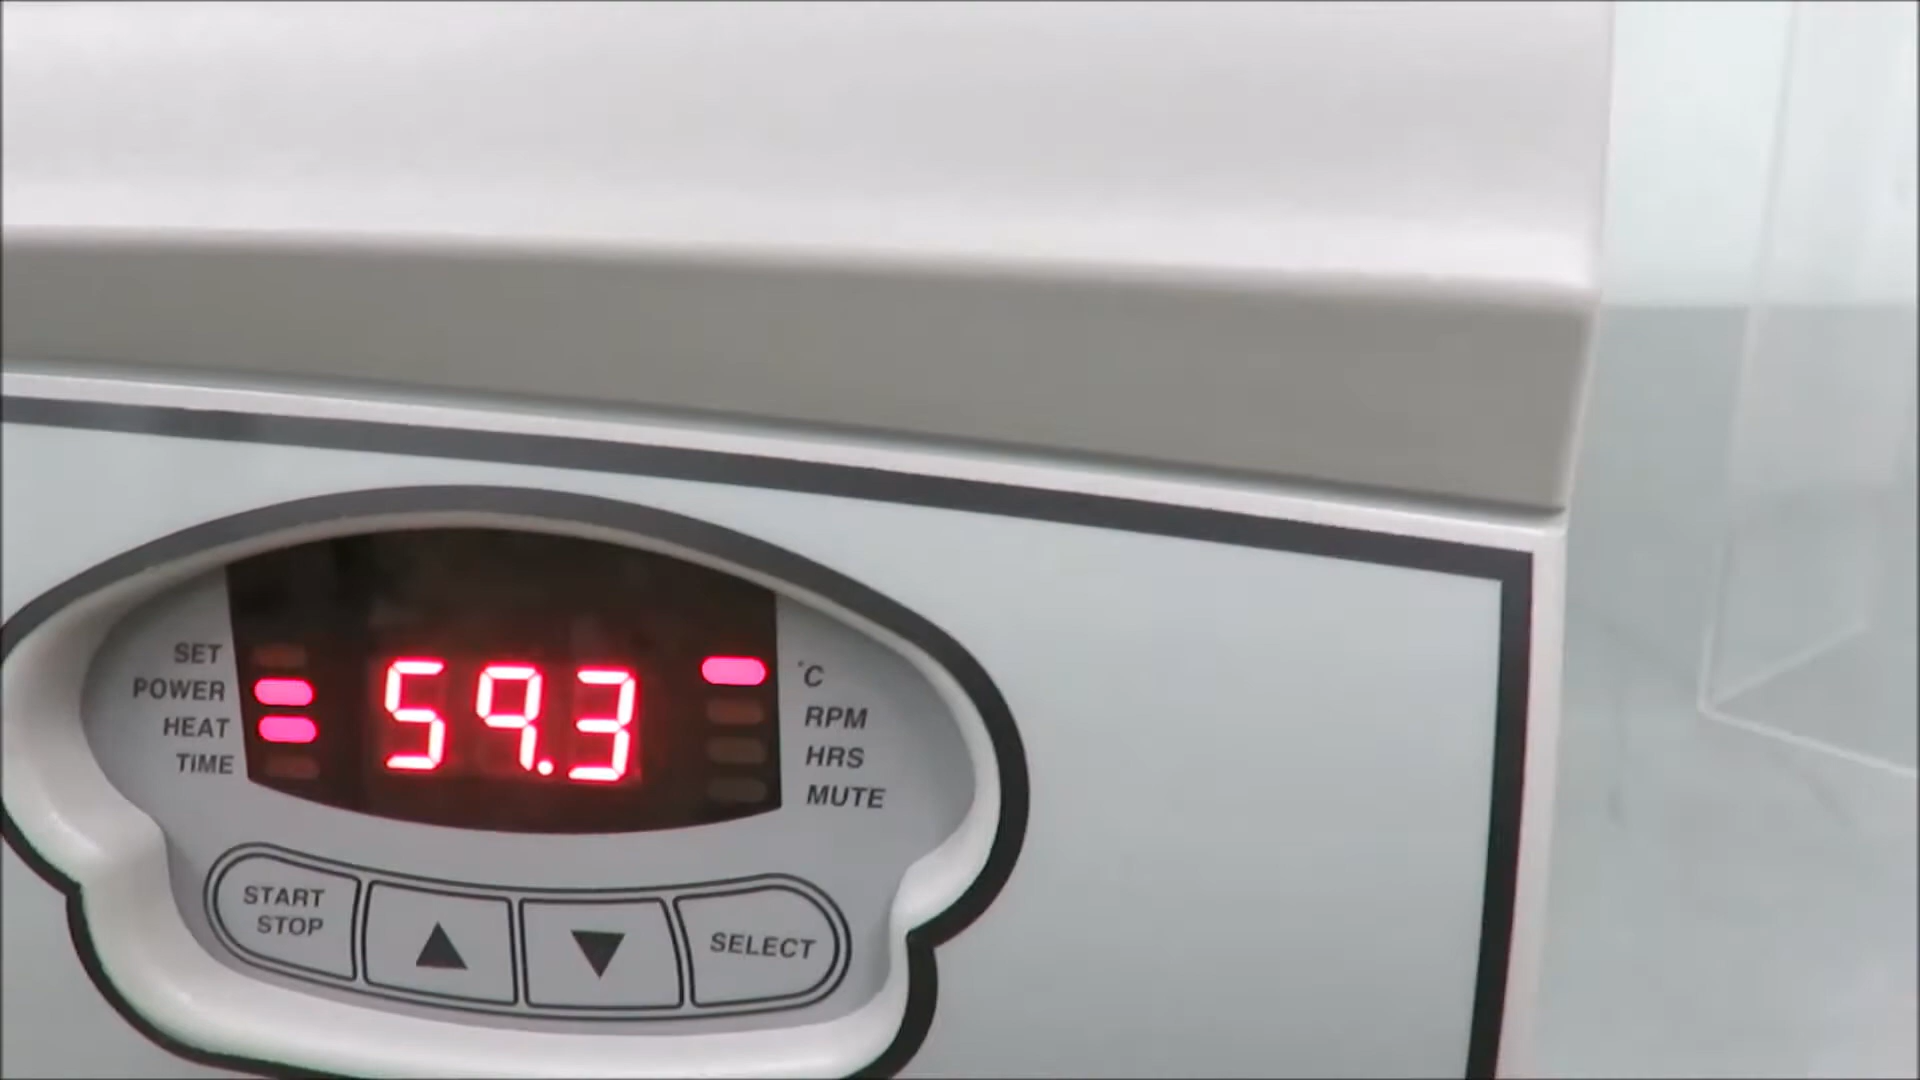 SET
POWER
HEAT
TIME
59.3
°C
RPM
HRS
MUTE
START
STOP
▲
▼
SELECT